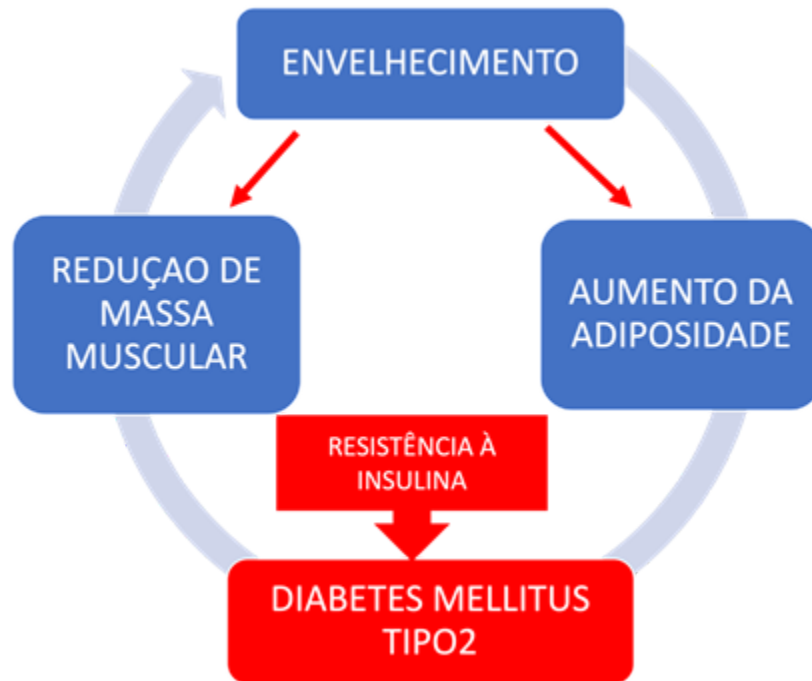 ENVELHECIMENTO
REDUÇAO DE
MASSA
MUSCULAR
AUMENTO DA
ADIPOSIDADE
RESISTÊNCIA À
INSULINA
DIABETES MELLITUS
TIPO2